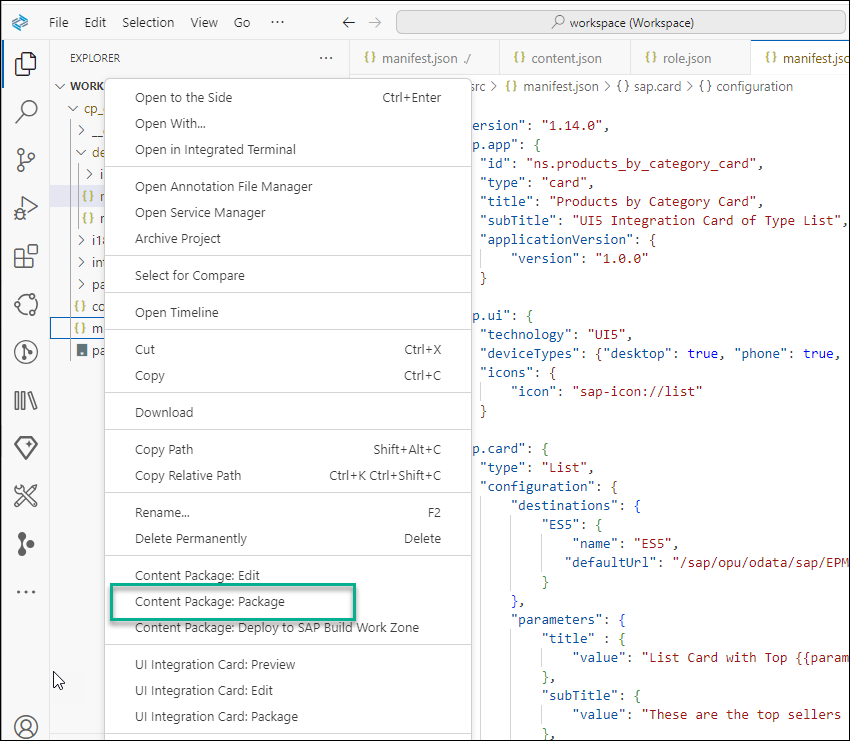 File Edit Selection View Go ···
workspace (Workspace)
EXPLORER ···
{} manifest.json ./ {} content.json {} role.json {} manifest.jso
src > {} manifest.json > {} sap.card > {} configuration
WORK
cp_
de
{}
{}
i18
int
pa
{} co
{} m
pa
···
Open to the Side Ctrl+Enter
Open With...
Open in Integrated Terminal
Open Annotation File Manager
Open Service Manager
Archive Project
Select for Compare
Open Timeline
Cut Ctrl+X
Copy Ctrl+C
Download
Copy Path Shift+Alt+C
Copy Relative Path Ctrl+K Ctrl+Shift+C
Rename... F2
Delete Permanently Delete
Content Package: Edit
Content Package: Package
Content Package: Deploy to SAP Build Work Zone
UI Integration Card: Preview
UI Integration Card: Edit
UI Integration Card: Package
ersion": "1.14.0",
p.app": {
"id": "ns.products_by_category_card",
"type": "card",
"title": "Products by Category Card",
"subTitle": "UI5 Integration Card of Type List",
"applicationVersion": {
"version": "1.0.0"
}
p.ui": {
"technology": "UI5",
"deviceTypes": {"desktop": true, "phone": true,
"icons": {
"icon": "sap-icon://list"
}
p.card": {
"type": "List",
"configuration": {
"destinations": {
"ES5": {
"name": "ES5",
"defaultUrl": "/sap/opu/odata/sap/EPM
}
},
"parameters": {
"title" : {
"value": "List Card with Top {{param
},
"subTitle": {
"value": "These are the top sellers
},